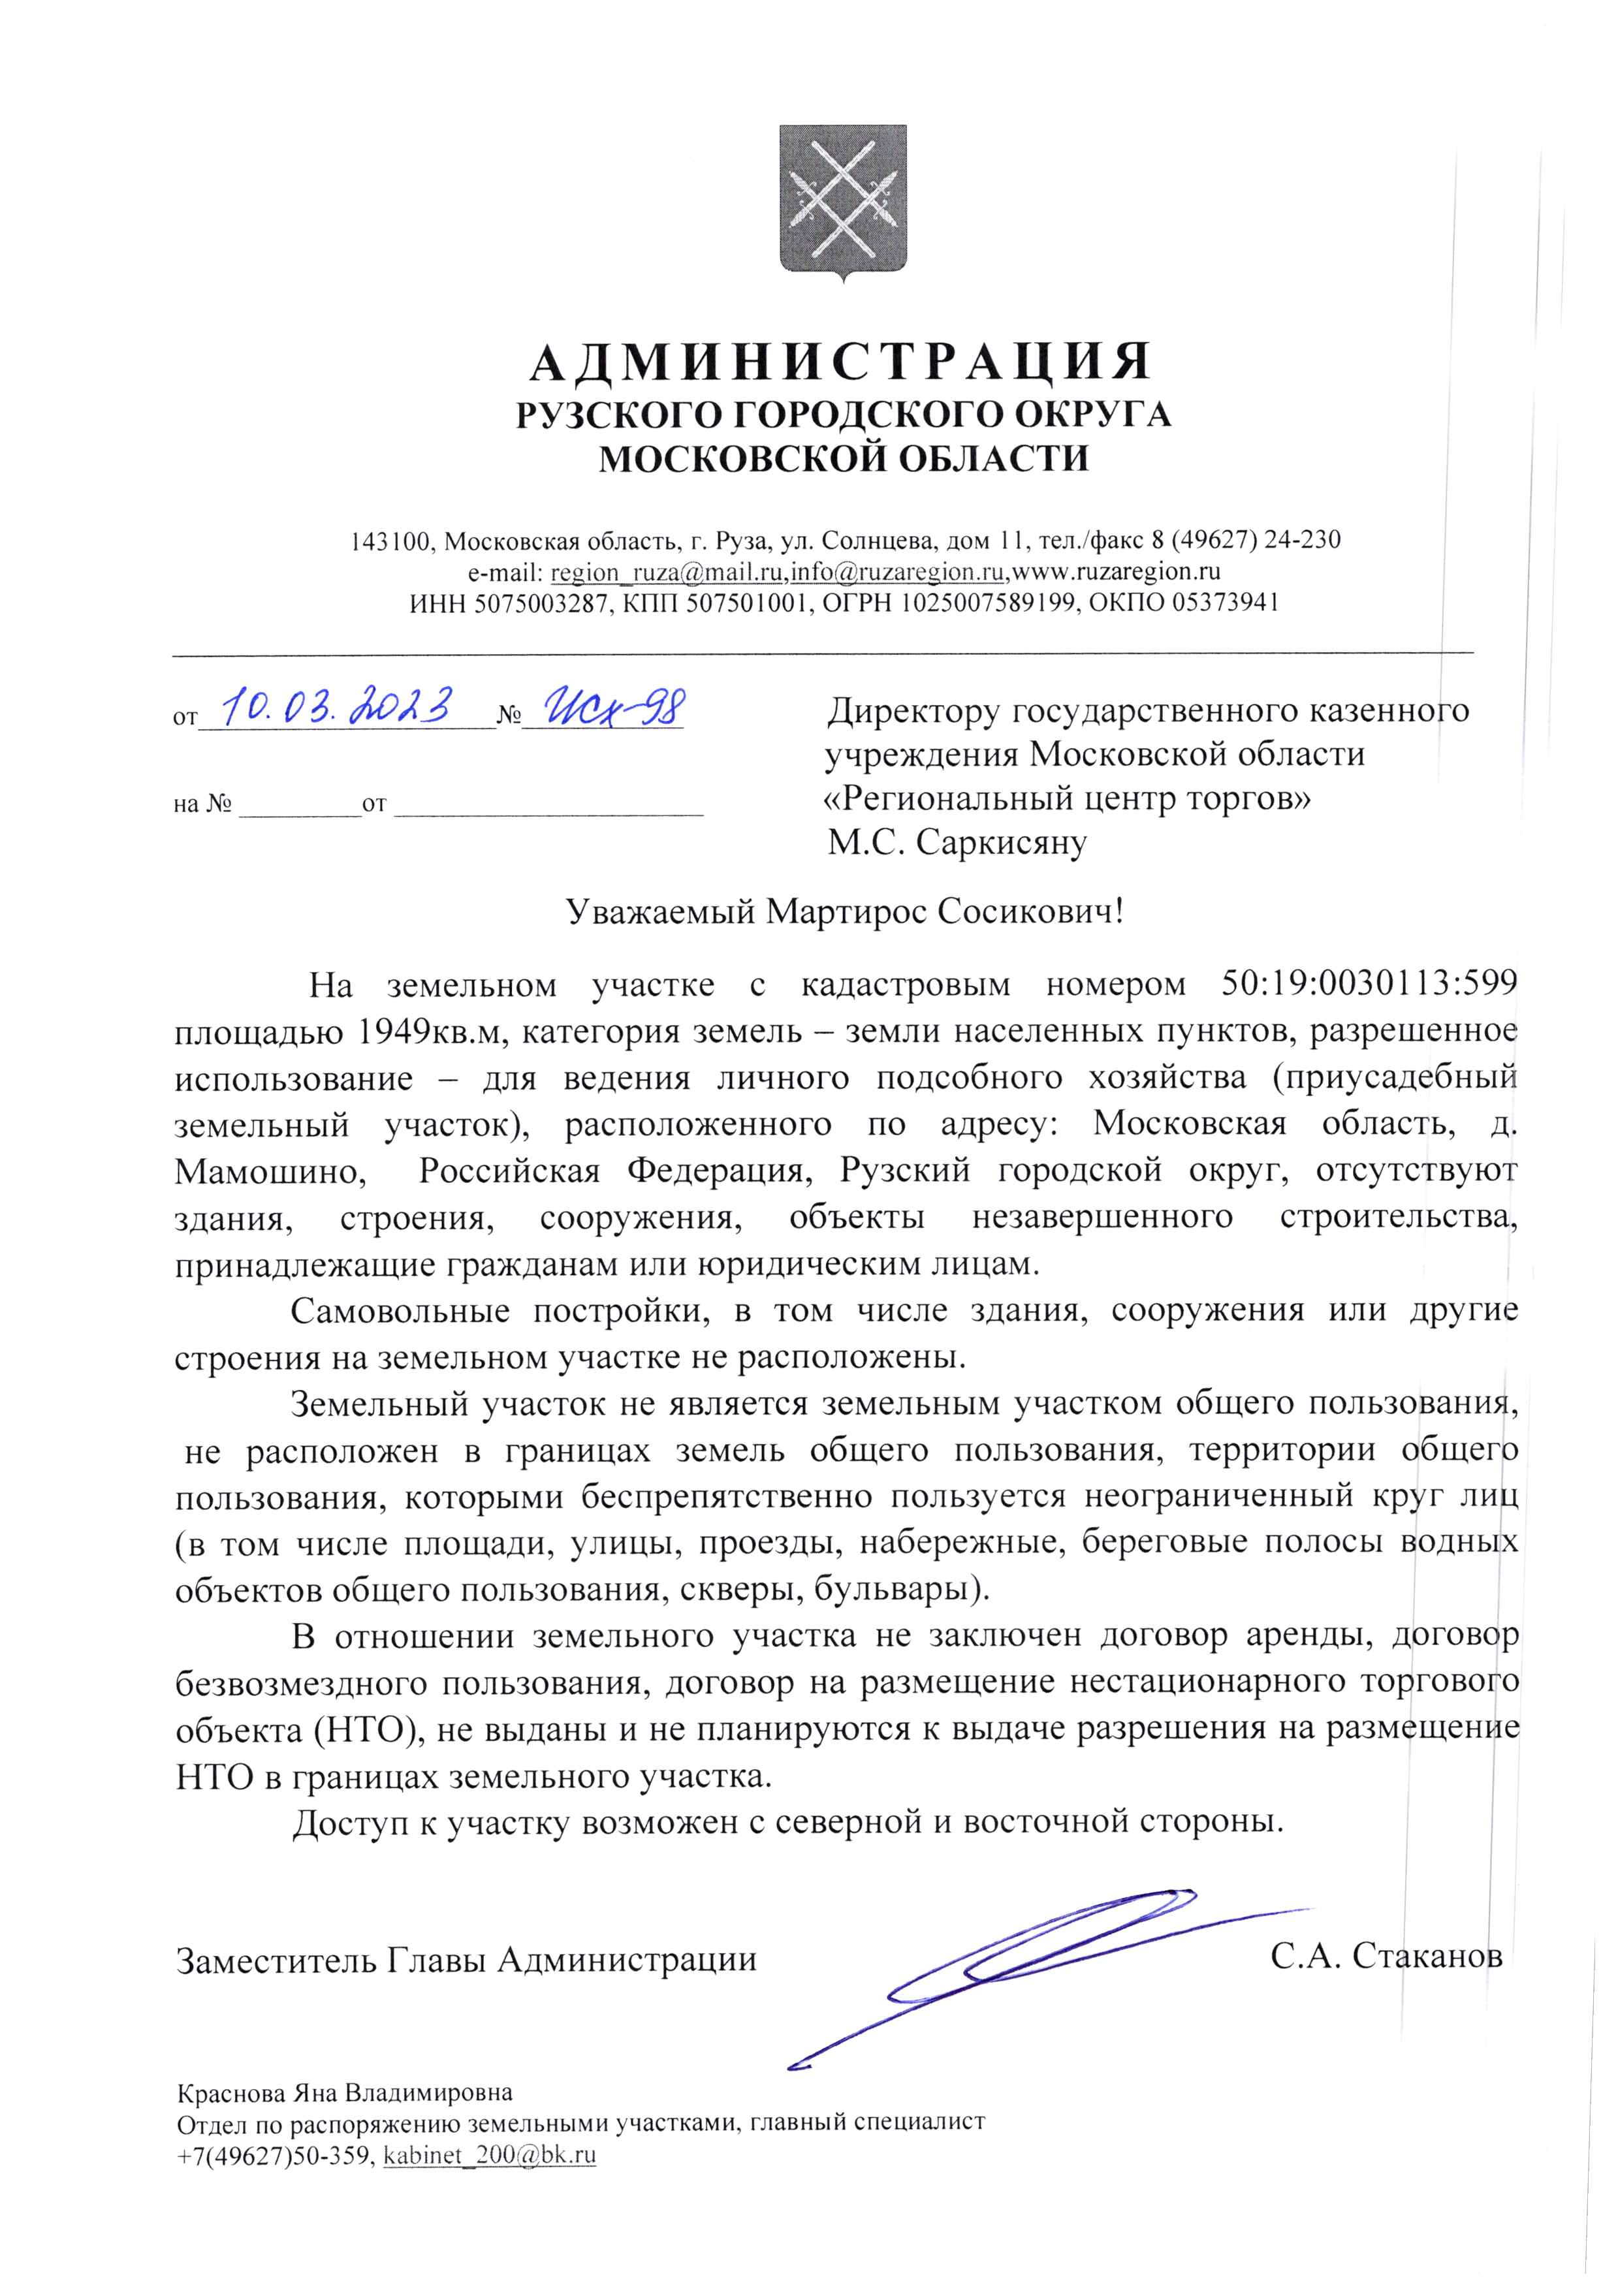 АДМИНИСТРАЦИЯ
РУЗСКОГО ГОРОДСКОГО ОКРУГА
МОСКОВСКОЙ ОБЛАСТИ
143100, Московская область, г. Руза, ул. Солнцева, дом 11, тел./факс 8 (49627) 24-230
e-mail: region_ruza@mail.ru,info@ruzaregion.ru,www.ruzaregion.ru
ИНН 5075003287, КПП 507501001, ОГРН 1025007589199, ОКПО 05373941
от 10.03.2023 № Исх-98
на № _________от _______________________
Директору государственного казенного
учреждения Московской области
«Региональный центр торгов»
М.С. Саркисяну
Уважаемый Мартирос Сосикович!
На земельном участке с кадастровым номером 50:19:0030113:599
площадью 1949кв.м, категория земель – земли населенных пунктов, разрешенное
использование – для ведения личного подсобного хозяйства (приусадебный
земельный участок), расположенного по адресу: Московская область, д.
Мамошино, Российская Федерация, Рузский городской округ, отсутствуют
здания, строения, сооружения, объекты незавершенного строительства,
принадлежащие гражданам или юридическим лицам.
Самовольные постройки, в том числе здания, сооружения или другие
строения на земельном участке не расположены.
Земельный участок не является земельным участком общего пользования,
не расположен в границах земель общего пользования, территории общего
пользования, которыми беспрепятственно пользуется неограниченный круг лиц
(в том числе площади, улицы, проезды, набережные, береговые полосы водных
объектов общего пользования, скверы, бульвары).
В отношении земельного участка не заключен договор аренды, договор
безвозмездного пользования, договор на размещение нестационарного торгового
объекта (НТО), не выданы и не планируются к выдаче разрешения на размещение
НТО в границах земельного участка.
Доступ к участку возможен с северной и восточной стороны.
Заместитель Главы Администрации
С.А. Стаканов
Краснова Яна Владимировна
Отдел по распоряжению земельными участками, главный специалист
+7(49627)50-359, kabinet_200@bk.ru